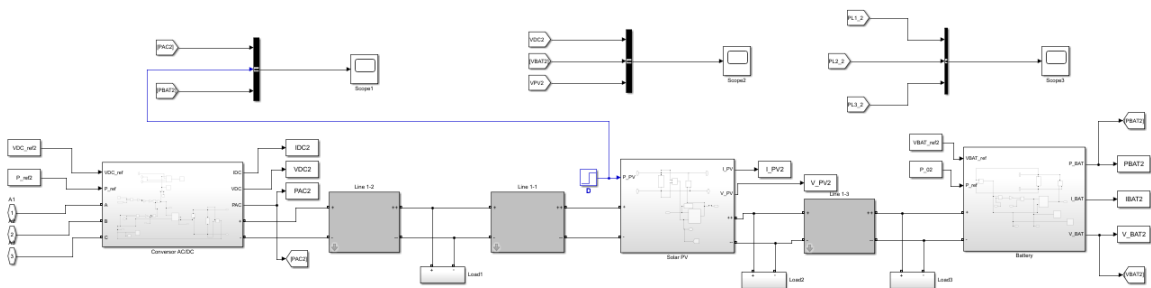 PL1_2
[PAC2]
VDC2
[VBAT2]
PL2_2
Scope1
Scope2
Scope3
[PBAT2]
VPV2
PL3_2
[PBAT2]
VDC_ref2
IDC2
VBAT_ref2
VBAT_ref
P_BAT
PBAT2
VDC_ref
IDC
I_PV
I_PV2
P_02
P_ref2
P_ref
VDC
VDC2
P_PV
D
V_PV
V_PV2
P_ref
Line 1-2
Line 1-1
Line 1-3
I_BAT
IBAT2
A1
1
A
PAC
PAC2
2
B
3
C
V_BAT
V_BAT2
Conversor AC/DC
Solar PV
Battery
[PAC2]
Load1
Load2
Load3
[VBAT2]